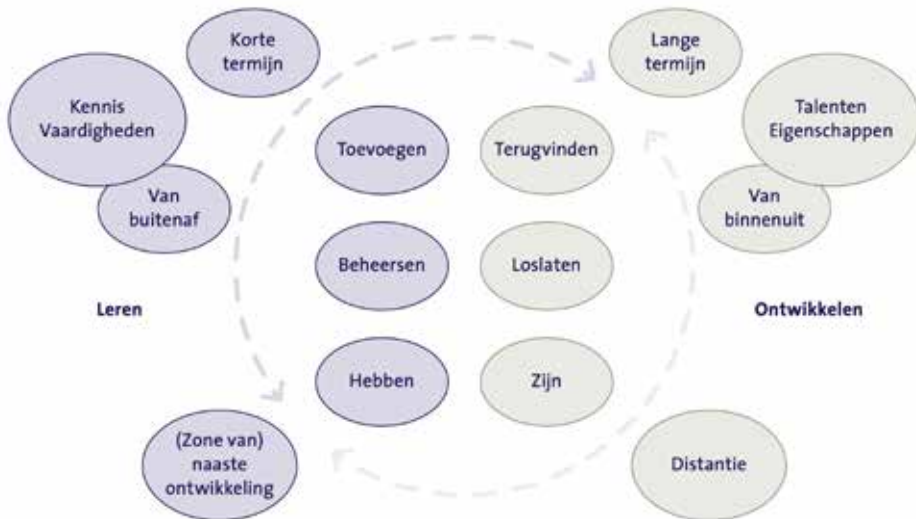 Korte
termijn
Kennis
Vaardigheden
Van
buitenaf
Leren
(Zone van)
naaste
ontwikkeling
Toevoegen
Beheersen
Hebben
Terugvinden
Loslaten
Zijn
Lange
termijn
Talenten
Eigenschappen
Van
binnenuit
Ontwikkelen
Distantie